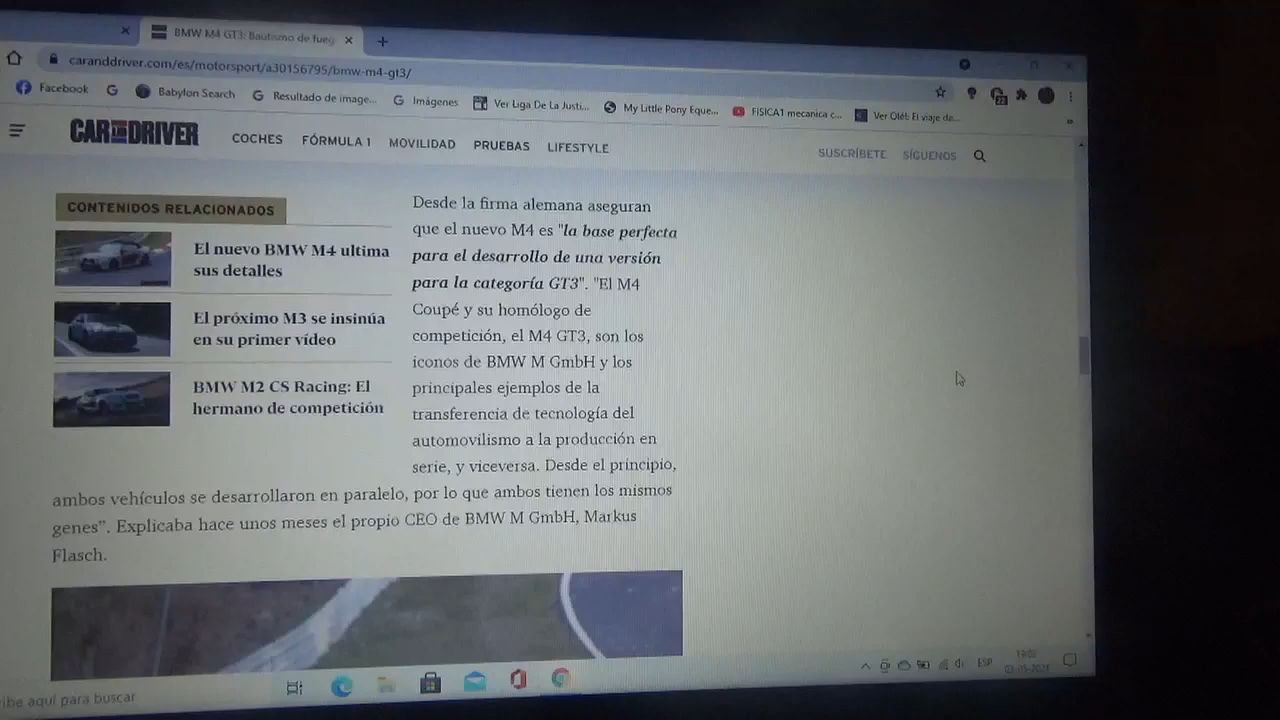 BMW M4 GT3: Bautismo de fueg
caranddriver.com/es/motorsport/a30156795/bmw-m4-gt3/
Facebook
Babylon Search
Resultado de image...
Imágenes
Ver Liga De La Justi...
My Little Pony Eque...
FISICA1 mecanica c...
Ver Olé! El viaje de...
CAR AND DRIVER
COCHES
FÓRMULA 1
MOVILIDAD
PRUEBAS
LIFESTYLE
SUSCRÍBETE
SÍGUENOS
CONTENIDOS RELACIONADOS
El nuevo BMW M4 ultima
sus detalles
El próximo M3 se insinúa
en su primer vídeo
BMW M2 CS Racing: El
hermano de competición
Desde la firma alemana aseguran
que el nuevo M4 es "la base perfecta
para el desarrollo de una versión
para la categoría GT3". "El M4
Coupé y su homólogo de
competición, el M4 GT3, son los
iconos de BMW M GmbH y los
principales ejemplos de la
transferencia de tecnología del
automovilismo a la producción en
serie, y viceversa. Desde el principio,
ambos vehículos se desarrollaron en paralelo, por lo que ambos tienen los mismos
genes”. Explicaba hace unos meses el propio CEO de BMW M GmbH, Markus
Flasch.
ribe aquí para buscar
ESP